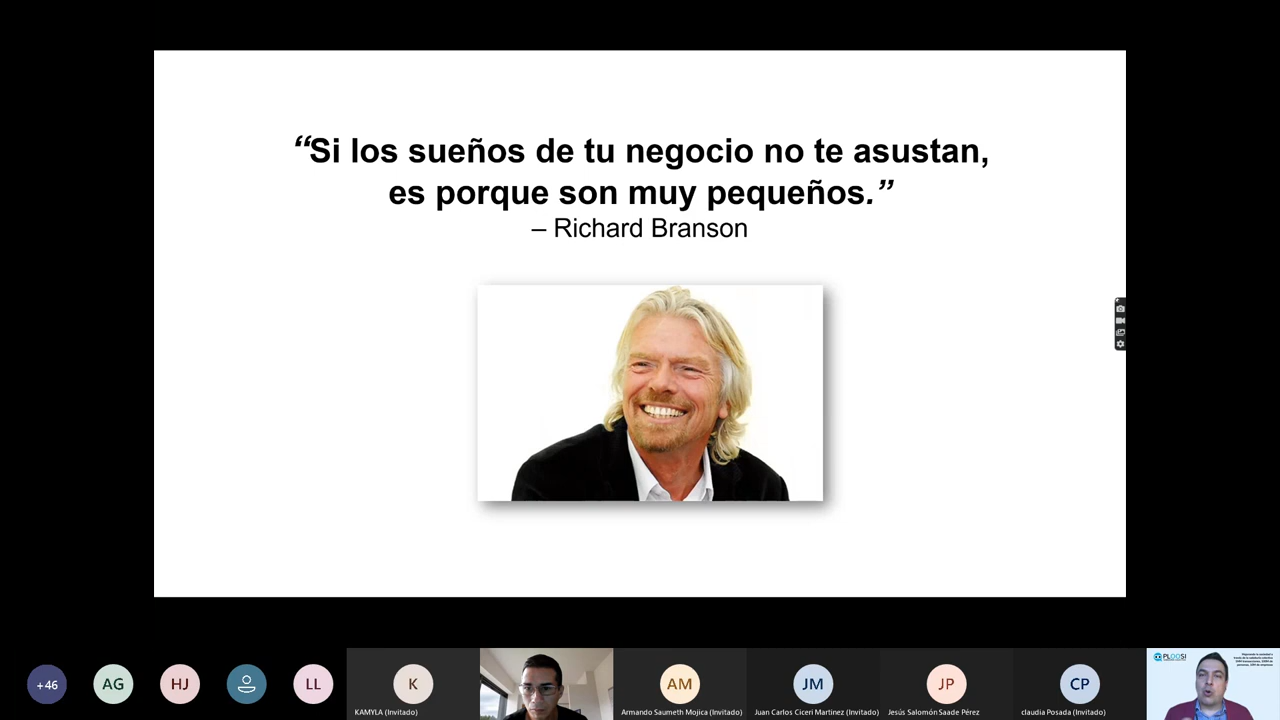 “Si los sueños de tu negocio no te asustan,
es porque son muy pequeños.”
– Richard Branson
+46
AG
HJ
LL
K
KAMYLA (Invitado)
AM
Armando Saumeth Mojica (Invitado)
JM
Juan Carlos Ciceri Martinez (Invitado)
JP
Jesús Salomón Saade Pérez
CP
claudia Posada (Invitado)